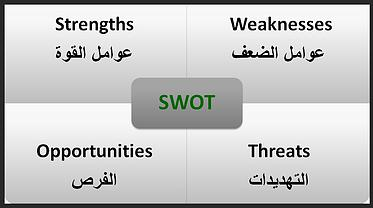 Strengths
عوامل القوة
Weaknesses
عوامل الضعف
SWOT
Opportunities
الفرص
Threats
التهديدات